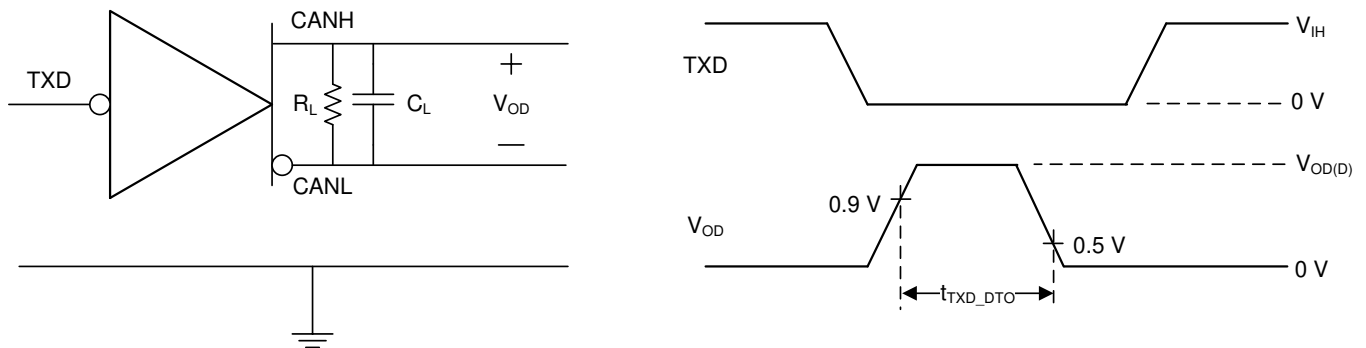 CANH
TXD
R_L
C_L
+
V_OD
—
CANL
TXD
V_IH
0 V
V_OD(D)
0.9 V
V_OD
0.5 V
0 V
t_TXD_DTO